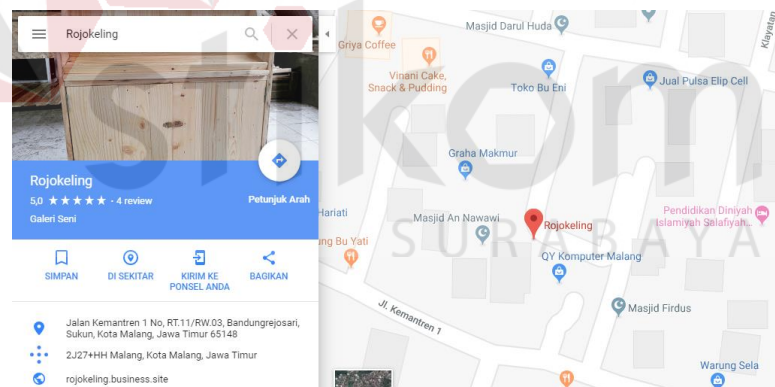 Rojokeling
Rojokeling
5,0 ★★★★★ - 4 review
Petunjuk Arah
Galeri Seni
SIMPAN
DI SEKITAR
KIRIM KE
PONSEL ANDA
BAGIKAN
Jalan Kemantren 1 No, RT.11/RW.03, Bandungrejosari,
Sukun, Kota Malang, Jawa Timur 65148
2J27+HH Malang, Kota Malang, Jawa Timur
rojokeling.business.site
Masjid Darul Huda
Klayatan
Griya Coffee
Vinani Cake,
Snack & Pudding
Toko Bu Eni
Jual Pulsa Elip Cell
Graha Makmur
Hariati
Masjid An Nawawi
Rojokeling
Pendidikan Diniyah
Islamiyah Salafiyah...
ung Bu Yati
QY Komputer Malang
Jl. Kemantren 1
Masjid Firdus
Warung Sela
stikom
SURABAYA